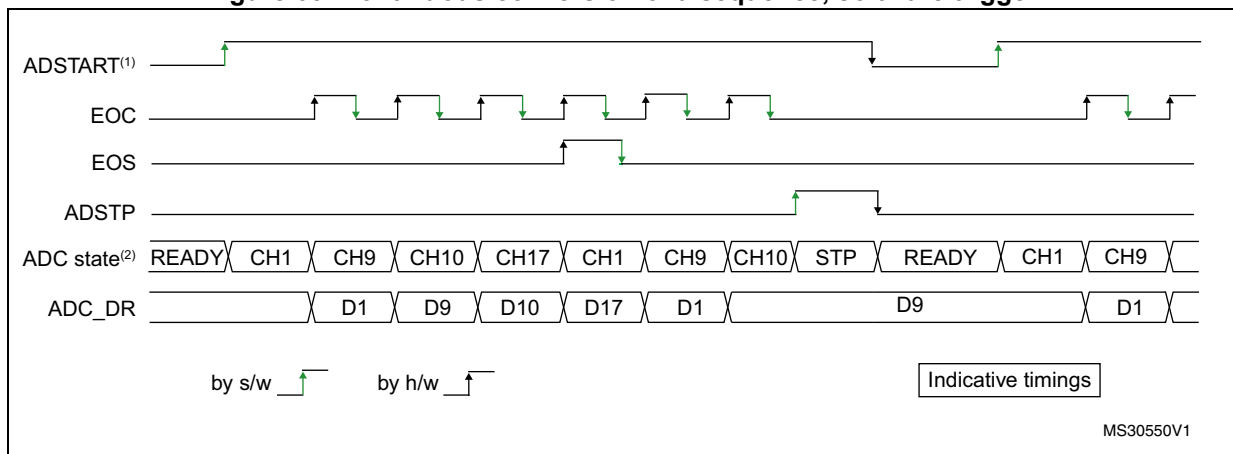 ADSTART(1)
EOC
EOS
ADSTP
ADC state(2) READY CH1 CH9 CH10 CH17 CH1 CH9 CH10 STP READY CH1 CH9
ADC_DR D1 D9 D10 D17 D1 D9 D1
by s/w by h/w Indicative timings
MS30550V1